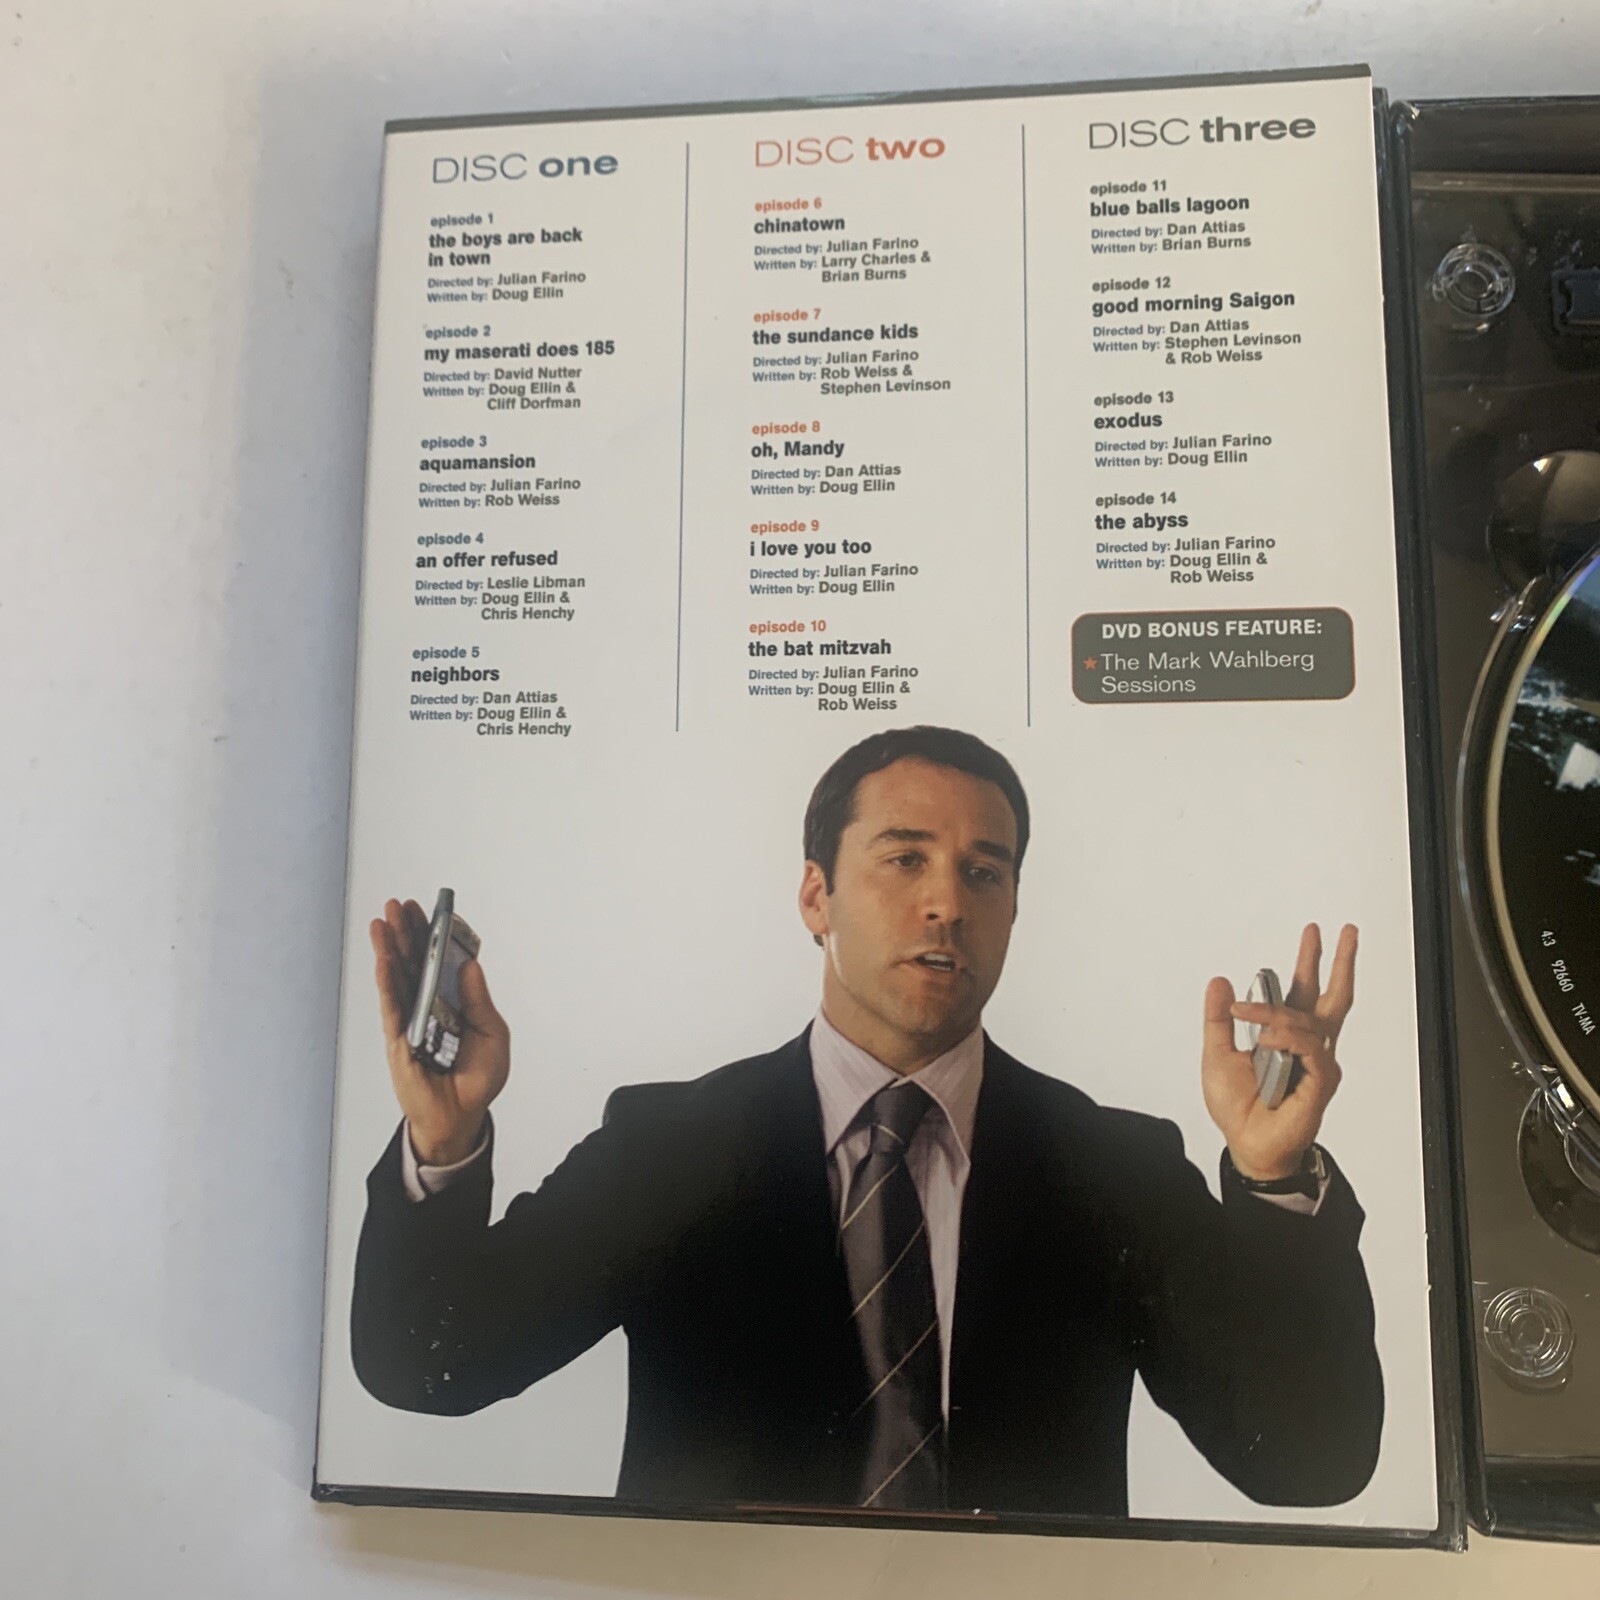 DISC one
episode 1
the boys are back
in town
Directed by: Julian Farino
Written by: Doug Ellin
episode 2
my maserati does 185
Directed by: David Nutter
Written by: Doug Ellin &
Cliff Dorfman
episode 3
aquamansion
Directed by: Julian Farino
Written by: Rob Weiss
episode 4
an offer refused
Directed by: Leslie Libman
Written by: Doug Ellin &
Chris Henchy
episode 5
neighbors
Directed by: Dan Attias
Written by: Doug Ellin &
Chris Henchy
DISC two
episode 6
chinatown
Directed by: Julian Farino
Written by: Larry Charles &
Brian Burns
episode 7
the sundance kids
Directed by: Julian Farino
Written by: Rob Weiss &
Stephen Levinson
episode 8
oh, Mandy
Directed by: Dan Attias
Written by: Doug Ellin
episode 9
i love you too
Directed by: Julian Farino
Written by: Doug Ellin
episode 10
the bat mitzvah
Directed by: Julian Farino
Written by: Doug Ellin &
Rob Weiss
DISC three
episode 11
blue balls lagoon
Directed by: Dan Attias
Written by: Brian Burns
episode 12
good morning Saigon
Directed by: Dan Attias
Written by: Stephen Levinson
& Rob Weiss
episode 13
exodus
Directed by: Julian Farino
Written by: Doug Ellin
episode 14
the abyss
Directed by: Julian Farino
Written by: Doug Ellin &
Rob Weiss
DVD BONUS FEATURE:
★The Mark Wahlberg
Sessions
4:3 92660 TV-MA